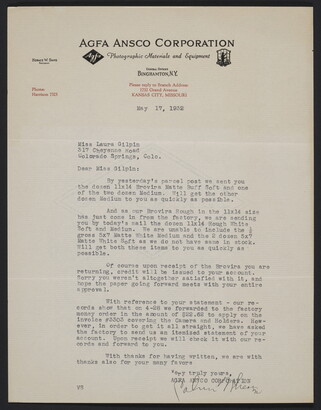 AGFA ANSCO CORPORATION
Agfa
Photographic Materials and Equipment
General Offices
BINGHAMTON, N.Y.
Please reply to Branch Address:
KANSAS CITY, MISSOURI
Phone:
Harrison
May 17, 1932
Miss Laura Gilpin
317 Cheyenne Road
Colorado Springs, Colo.
Dear Miss Gilpin:
By yesterday's parcel post we sent you
the dozen 11x14 Brovira Matte Buff Soft and one
of the two dozen Medium. Will get the other
dozen Medium to you as quickly as possible.
And as our Brovira Rough in the 11x14 size
has just come in from the factory, we are sending
you by today's mail the dozen 11x14 Rough White
Soft and Medium. We are unable to include the ½
gross 5x7 Matte White Medium and the 2 dozen 5x7
Matte White Soft as we do not have same in stock.
Will get both these items to you as quickly as
possible.
Of course upon receipt of the Brovira you are
returning, credit will be issued to your account.
Sorry you weren't altogether satisfied with it, and
hope the paper going forward meets with your entire
approval.
With reference to your statement - our re-
cords show that on 4-28 we forwarded to the factory
money order in the amount of to apply on the
invoice covering the Camera and Holders. How-
ever, in order to get it all straight, we have asked
the factory to send us an itemized statement of your
account. Upon receipt we will check it with our re-
cords and forward to you.
With thanks for having written, we are with
thanks also for your many favors
Very truly yours,
AGFA ANSCO CORPORATION